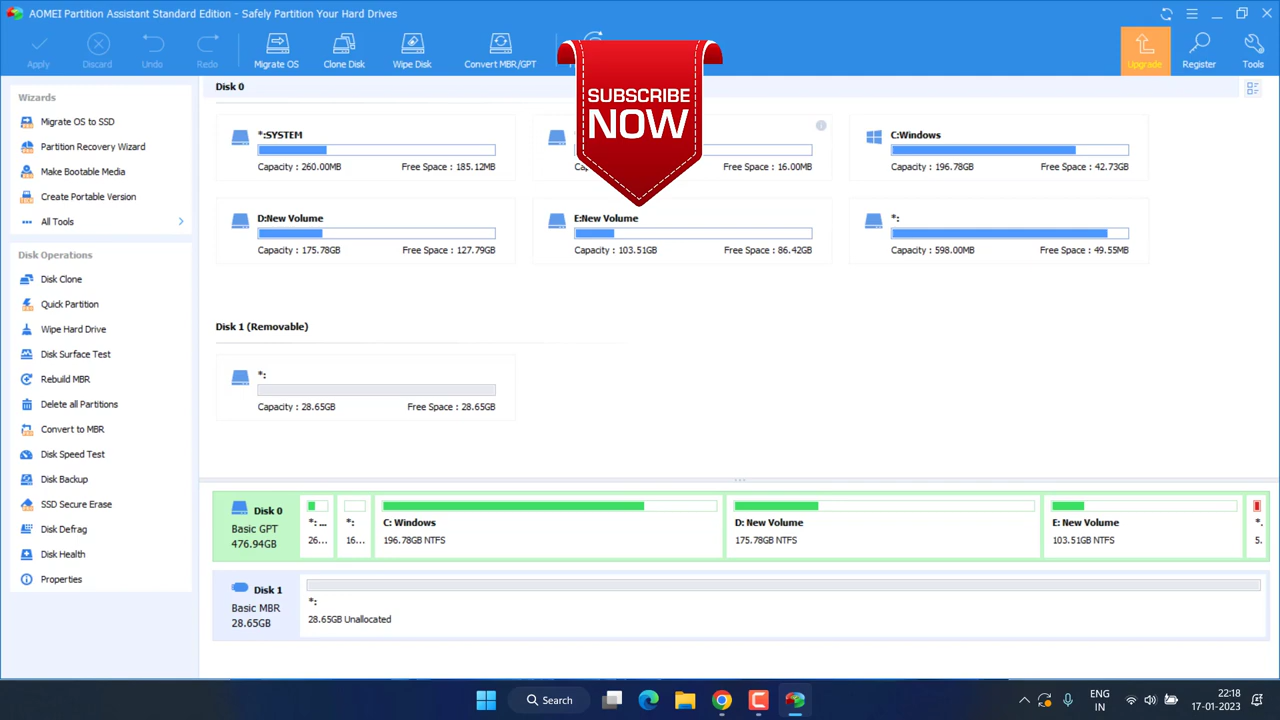 AOMEI Partition Assistant Standard Edition - Safely Partition Your Hard Drives
Apply
Discard
Undo
Redo
Migrate OS
Clone Disk
Wipe Disk
Convert MBR/GPT
Upgrade
Register
Tools
Wizards
Migrate OS to SSD
Partition Recovery Wizard
Make Bootable Media
Create Portable Version
All Tools
Disk Operations
Disk Clone
Quick Partition
Wipe Hard Drive
Disk Surface Test
Rebuild MBR
Delete all Partitions
Convert to MBR
Disk Speed Test
Disk Backup
SSD Secure Erase
Disk Defrag
Disk Health
Properties
Disk 0
*:SYSTEM
Capacity : 260.00MB Free Space : 185.12MB
Free Space : 16.00MB
C:Windows
Capacity : 196.78GB Free Space : 42.73GB
SUBSCRIBE
NOW
D:New Volume
Capacity : 175.78GB Free Space : 127.79GB
E:New Volume
Capacity : 103.51GB Free Space : 86.42GB
*:
Capacity : 598.00MB Free Space : 49.55MB
Disk 1 (Removable)
*:
Capacity : 28.65GB Free Space : 28.65GB
Disk 0
Basic GPT
476.94GB
*: ...
26...
*:
16...
C: Windows
196.78GB NTFS
D: New Volume
175.78GB NTFS
E: New Volume
103.51GB NTFS
*.
5.
Disk 1
Basic MBR
28.65GB
*:
28.65GB Unallocated
Search
ENG
IN
22:18
17-01-2023